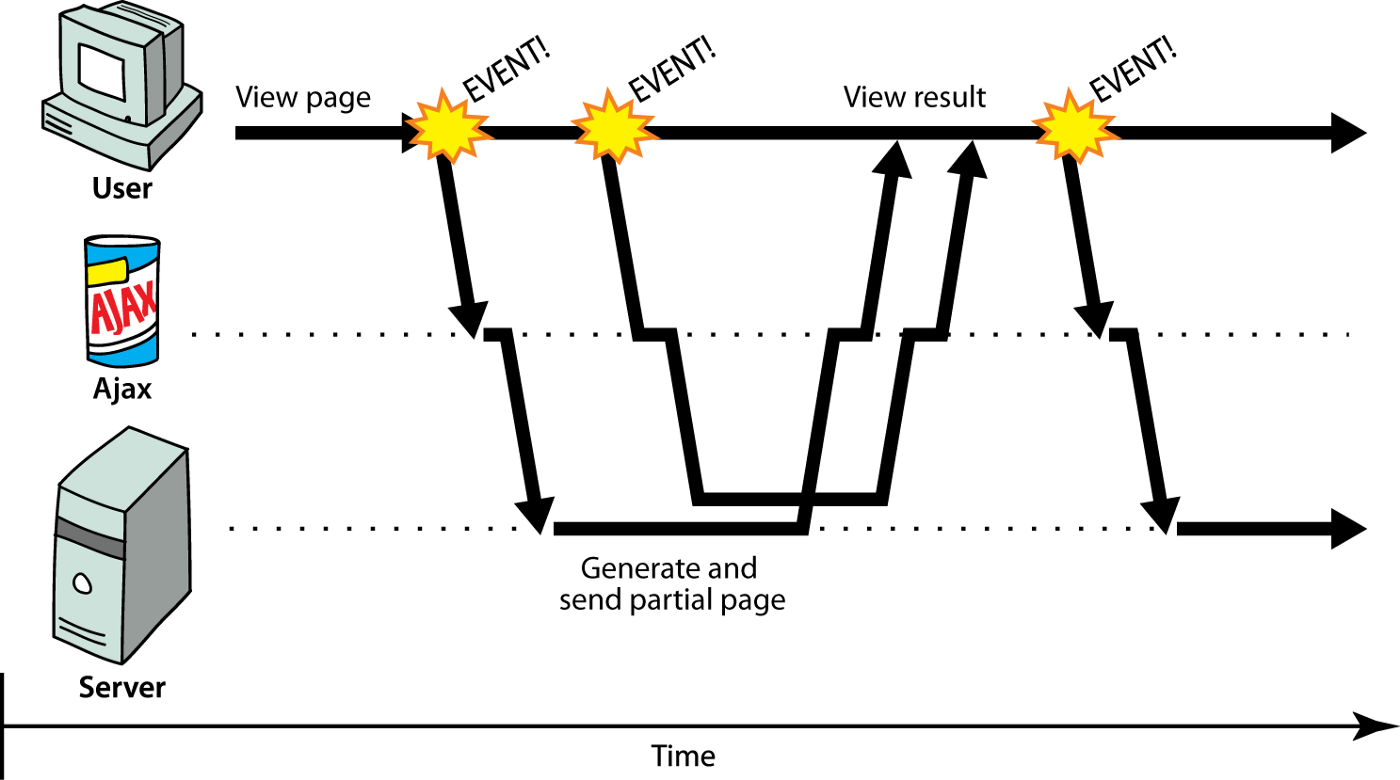 EVENT!
EVENT!
EVENT!
View page
View result
User
AJAX
Ajax
Generate and
send partial page
Server
Time